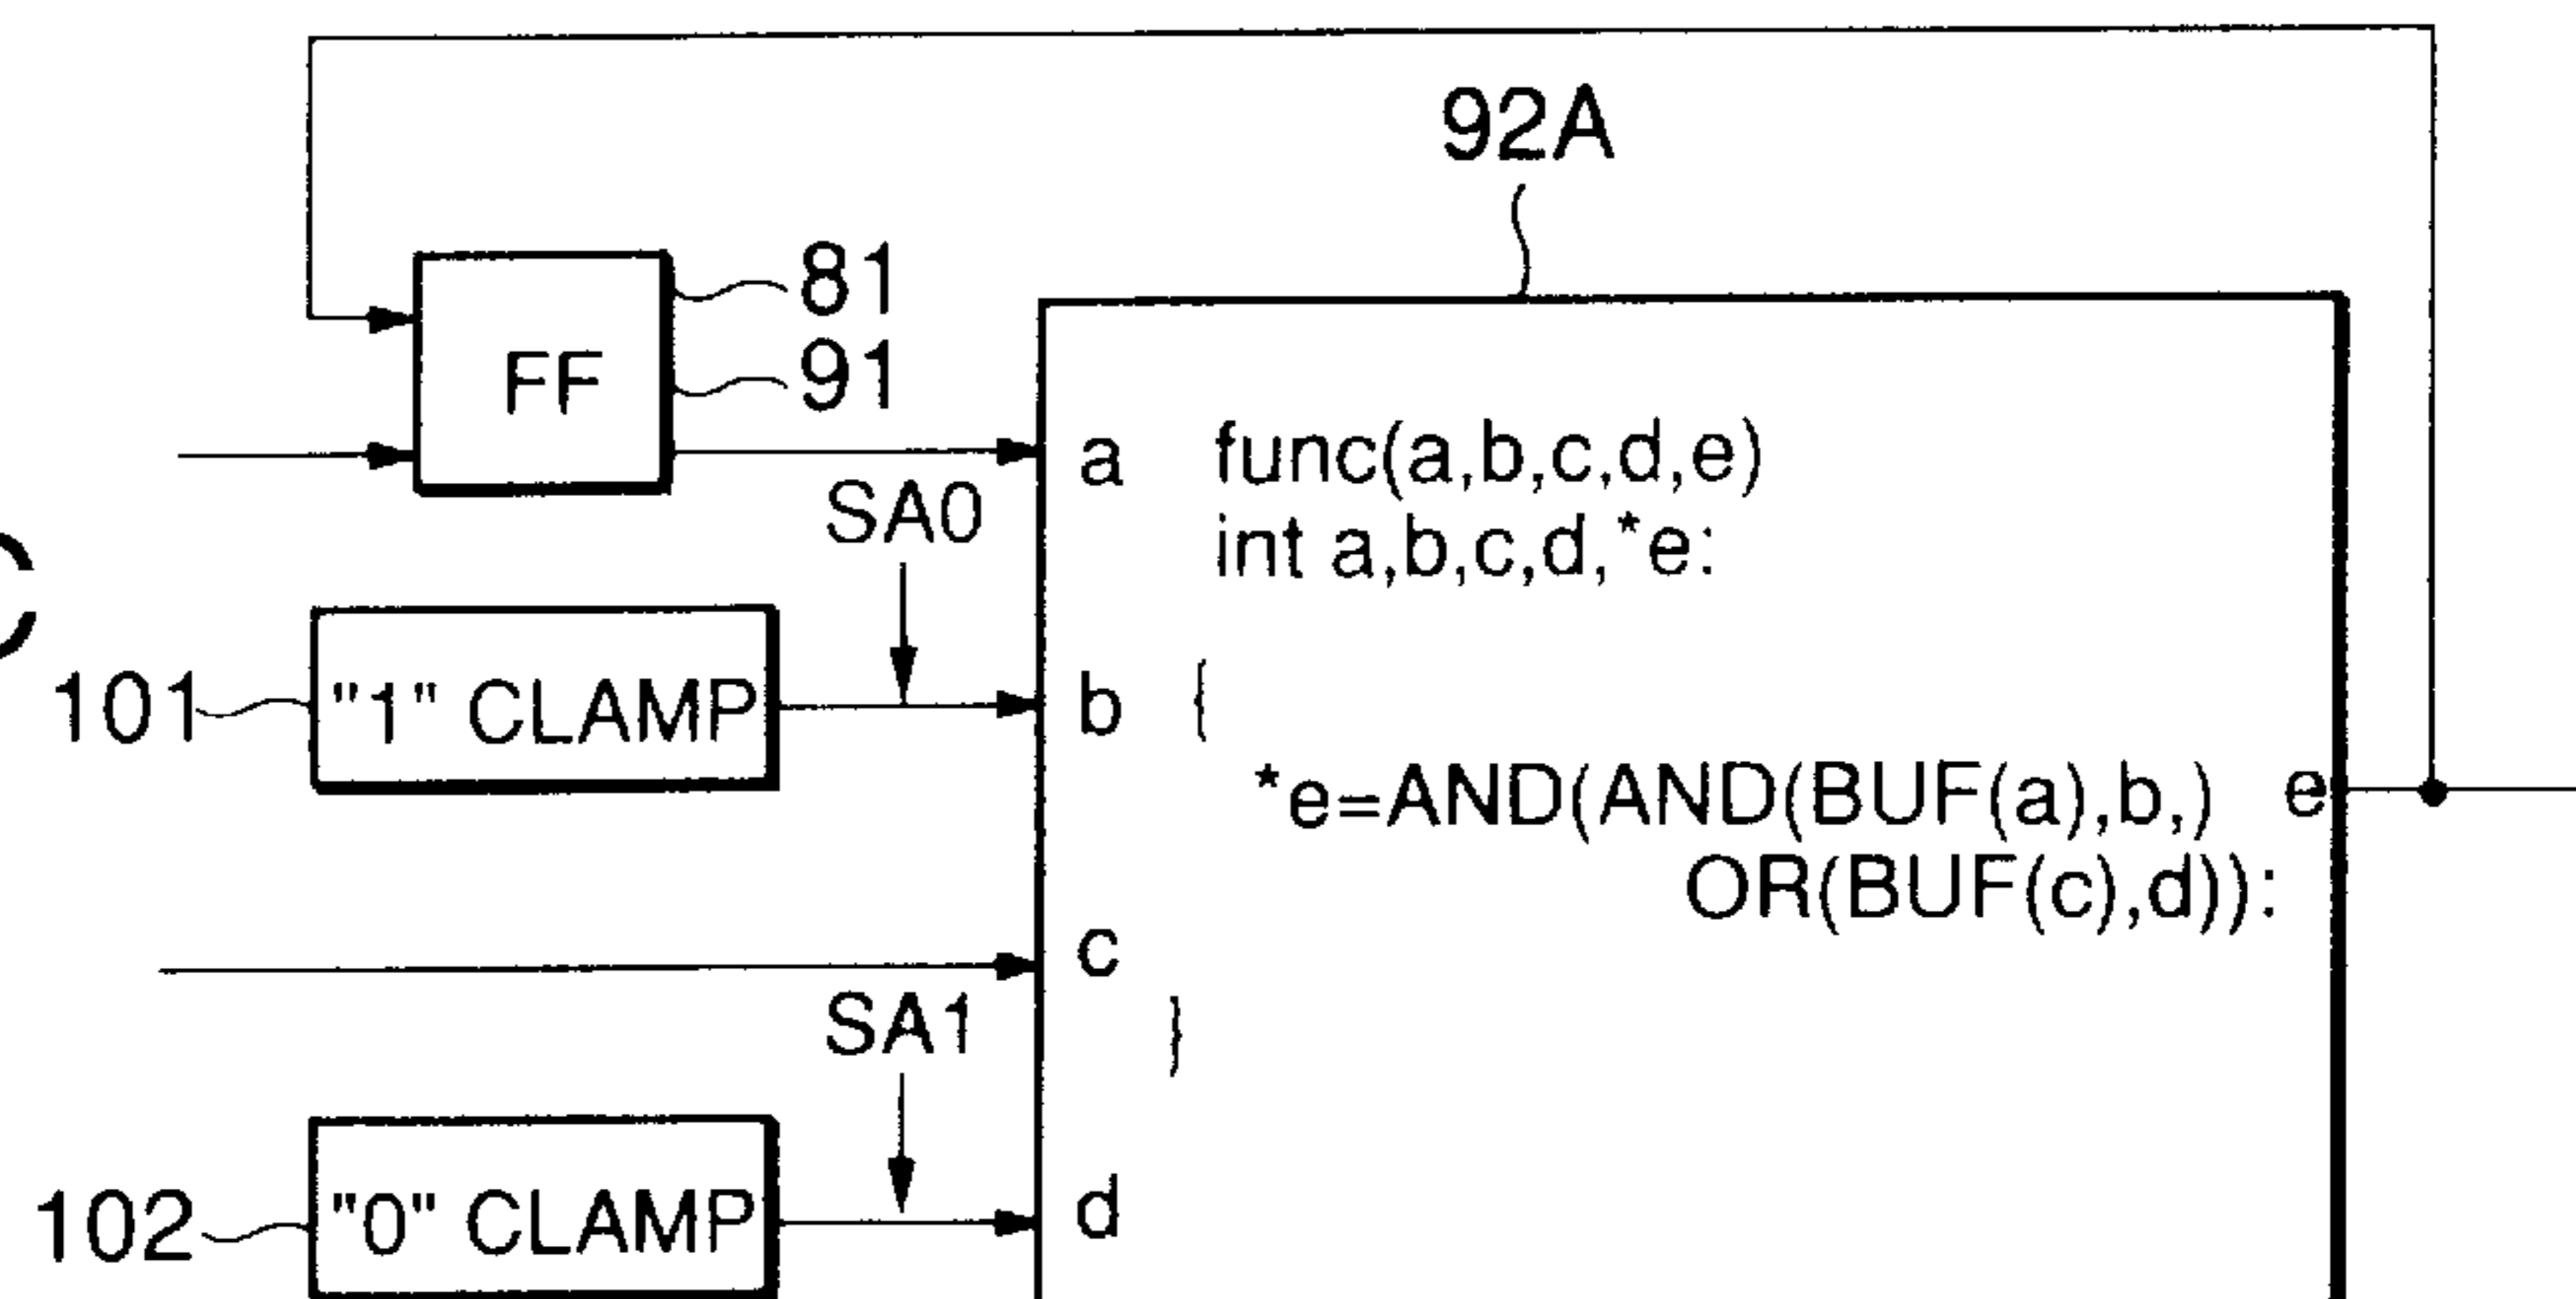 92A
81
FF
91
a
func(a,b,c,d,e)
SA0
int a,b,c,d,*e:
101
"1" CLAMP
b
{
*e=AND(AND(BUF(a),b,)
e
OR(BUF(c),d)):
c
SA1
}
102
"0" CLAMP
d